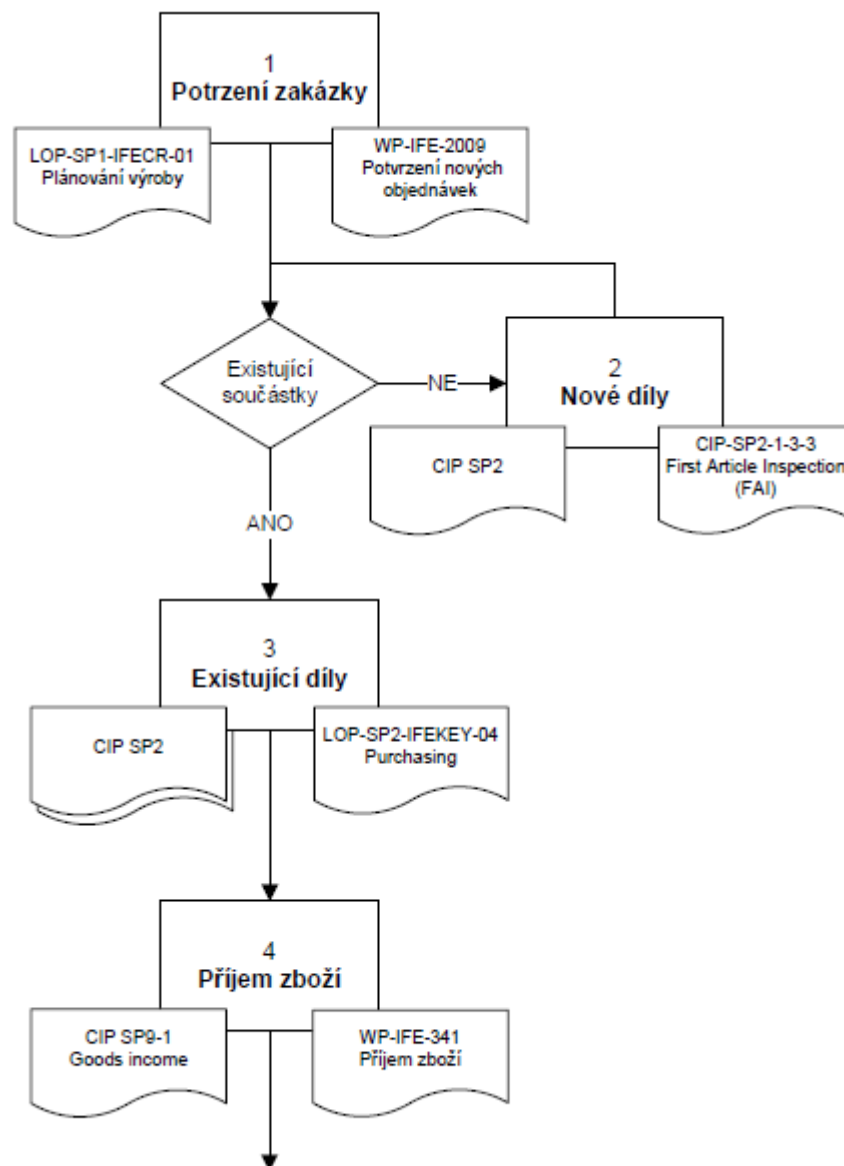 1
Potrzení zakázky
LOP-SP1-IFECR-01
Plánování výroby
WP-IFE-2009
Potvrzení nových
objednávek
Existující
součástky
NE
2
Nové díly
CIP SP2
CIP-SP2-1-3-3
First Article Inspection
(FAI)
ANO
3
Existující díly
CIP SP2
LOP-SP2-IFEKEY-04
Purchasing
4
Příjem zboží
CIP SP9-1
Goods income
WP-IFE-341
Příjem zboží